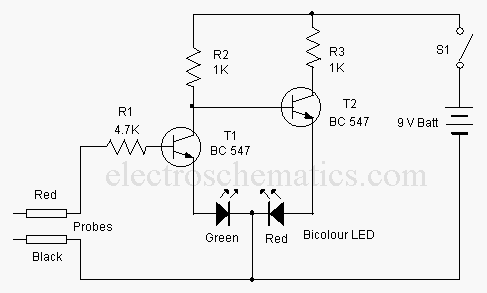 R2
1K
R3
1K
S1
R1
4.7K
T1
BC 547
T2
BC 547
9 V Batt
electroschematics.com
Red
Probes
Black
Green
Red
Bicolour LED